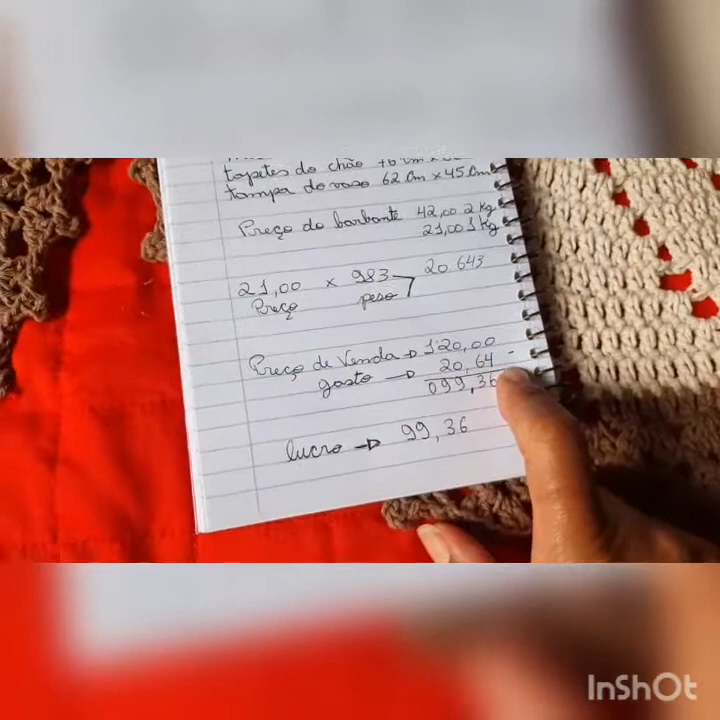 tapetes do chão 76 cm x
tampa do vaso 62 Cm x 45 Cm
Preço do barbante 42,00 2 Kg
21,00 1 Kg
21,00 x 983 20.643
Preço peso
Preço de Venda → 120,00
gasto → 20,64 -
099,36
lucro → 99,36
InShOt